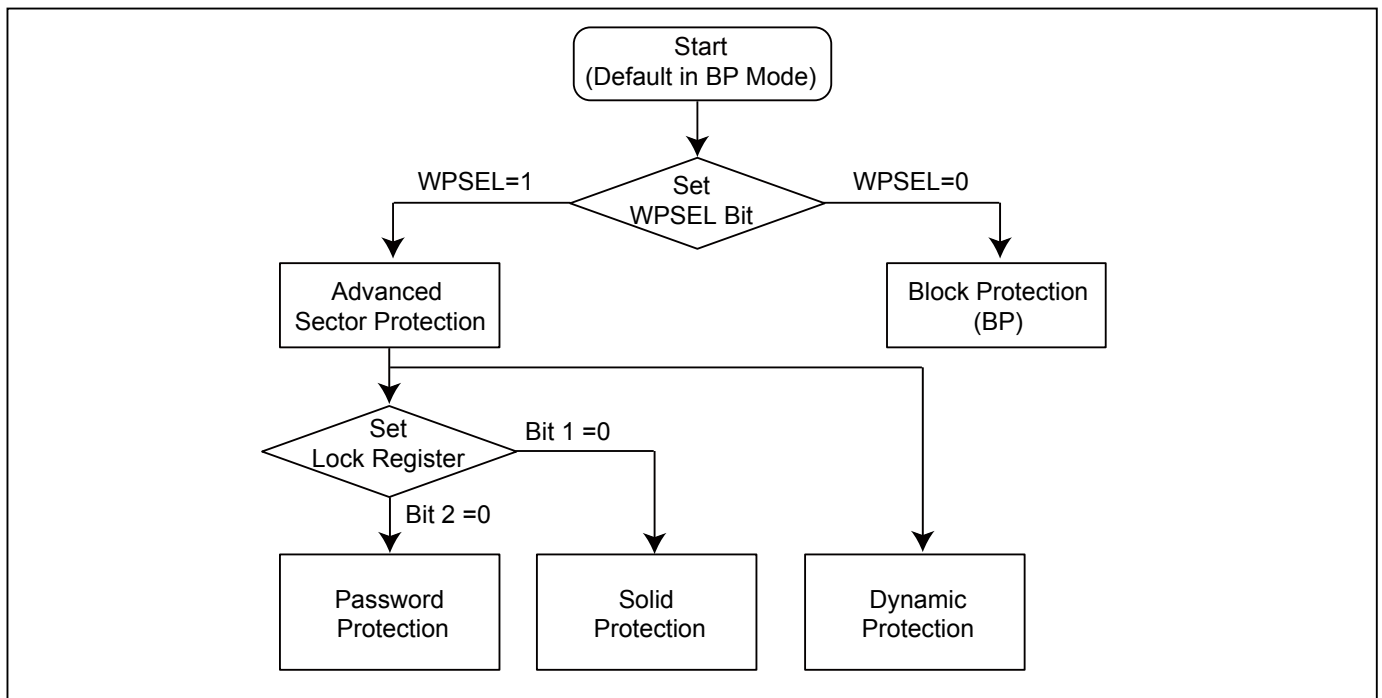 Start
(Default in BP Mode)
WPSEL=1
Set
WPSEL Bit
WPSEL=0
Advanced
Sector Protection
Block Protection
(BP)
Set
Lock Register
Bit 1 =0
Bit 2 =0
Password
Protection
Solid
Protection
Dynamic
Protection